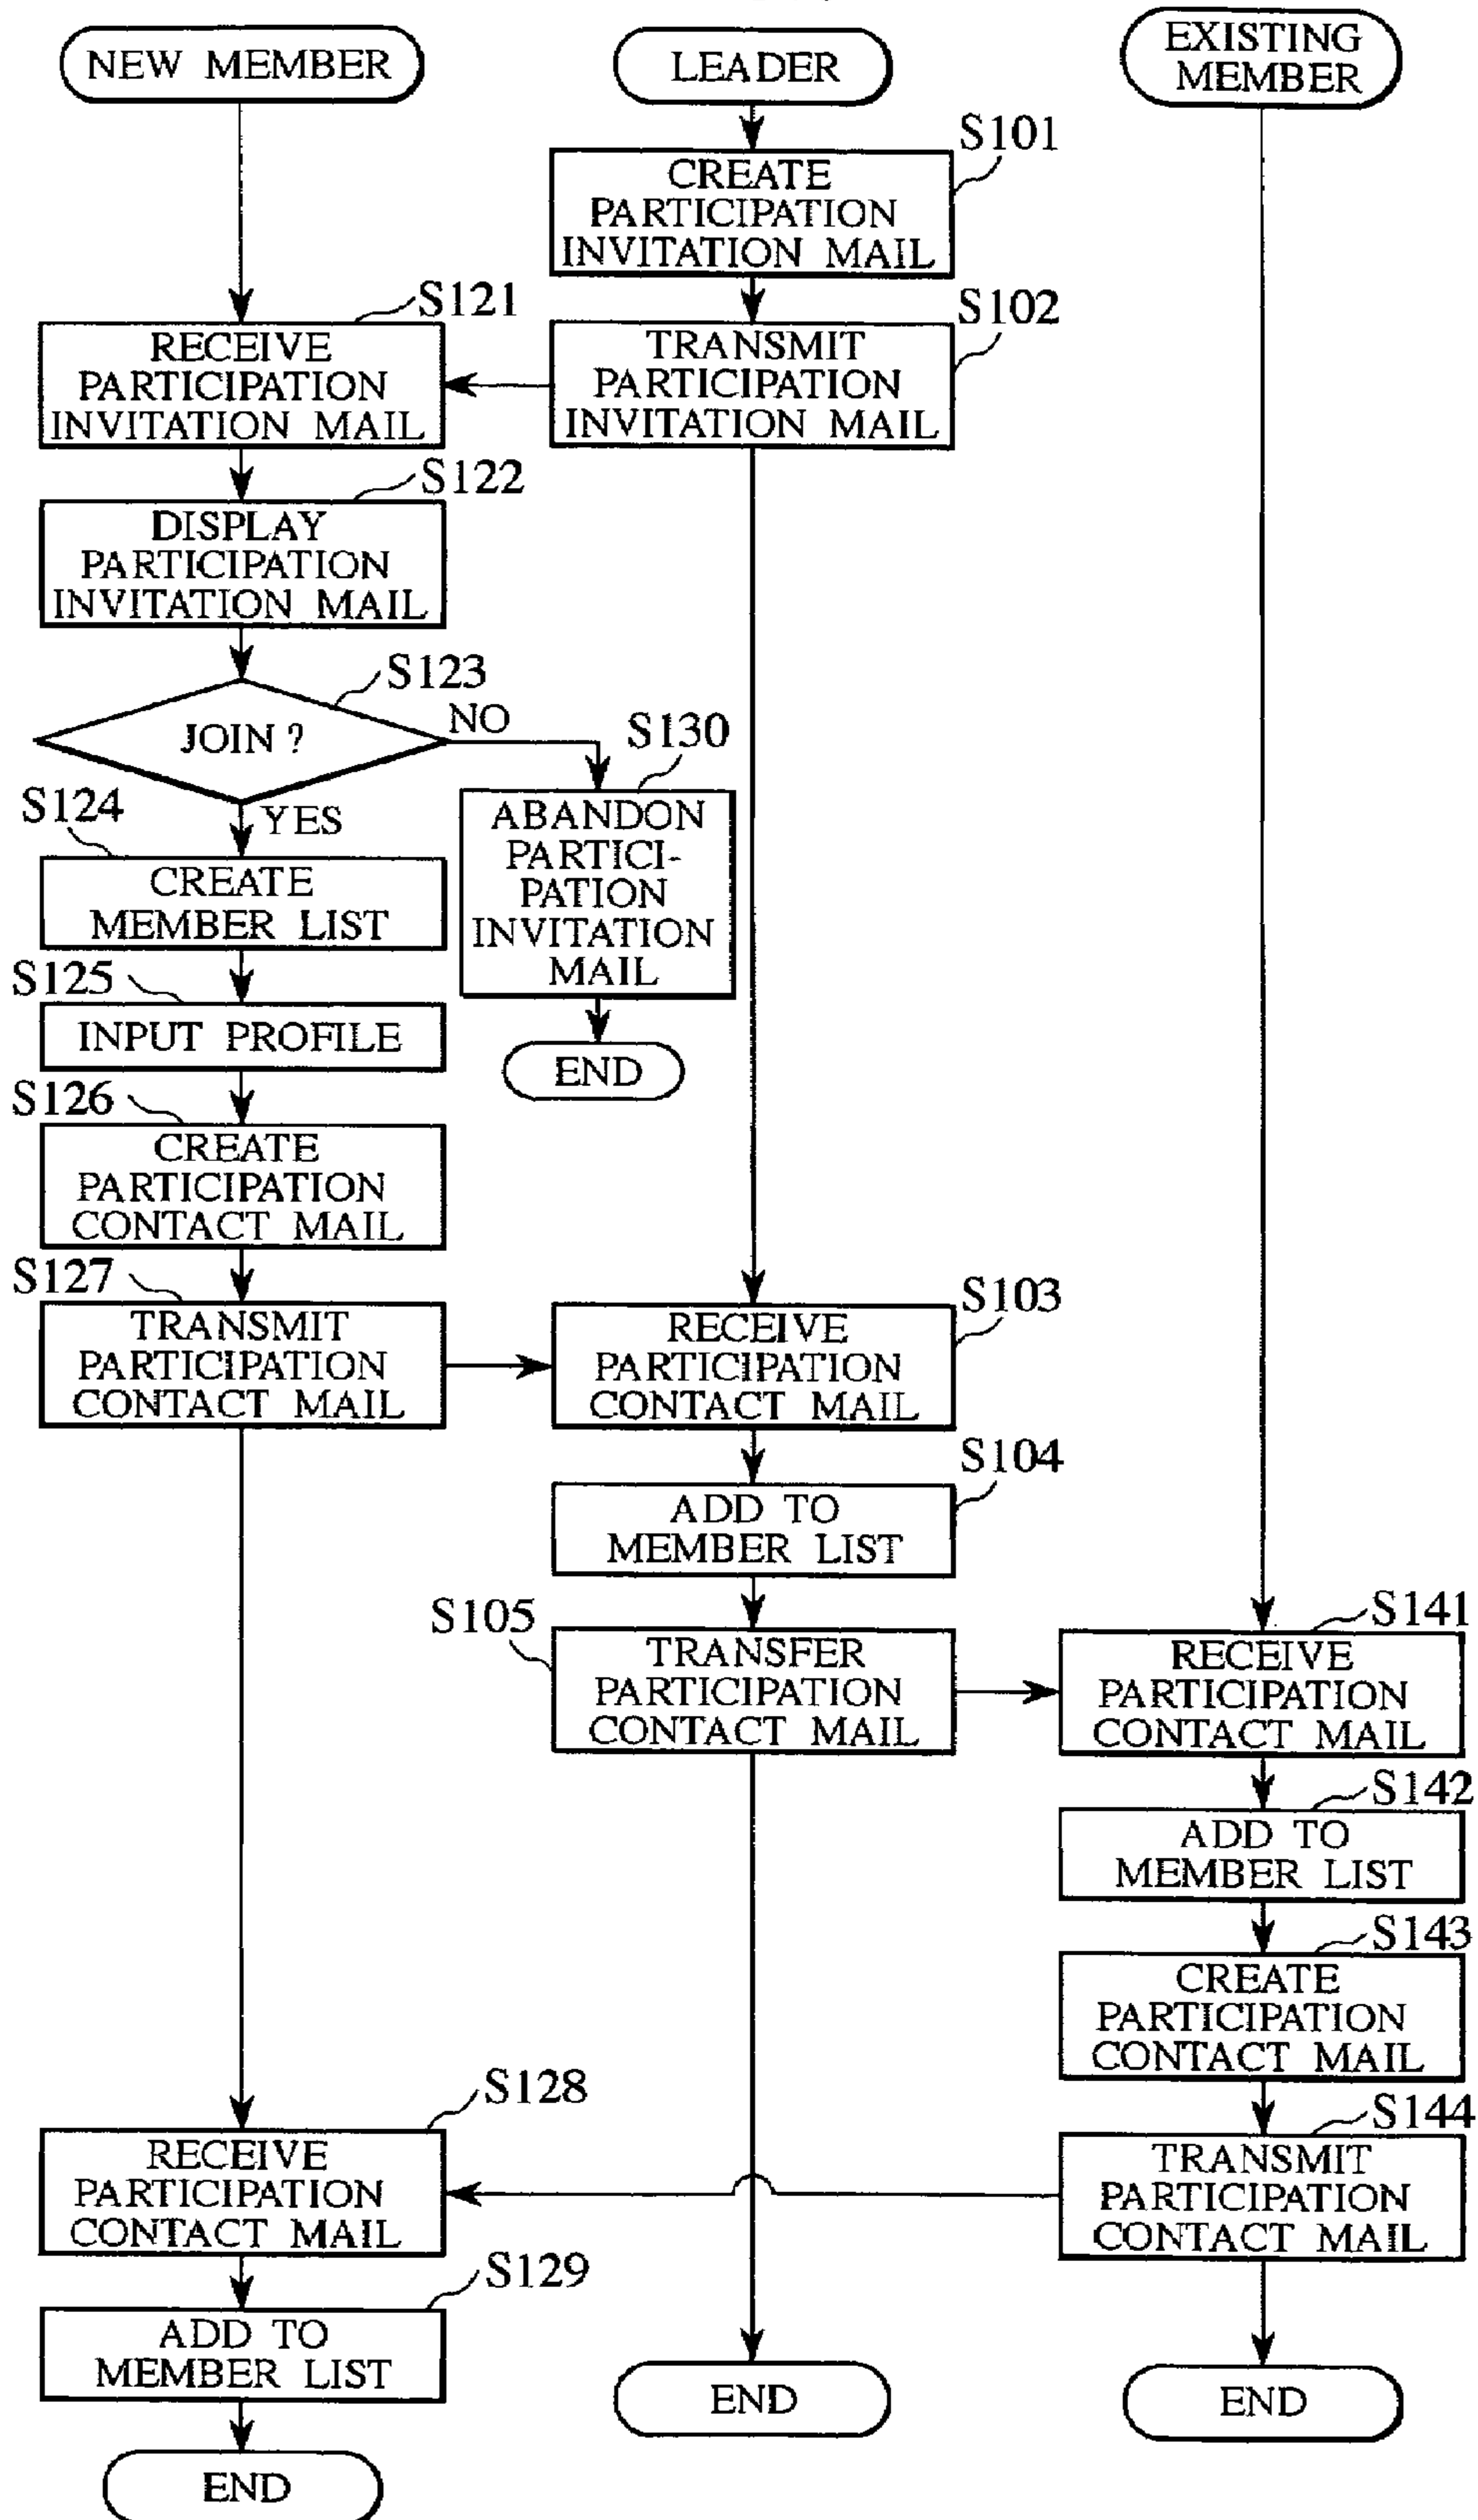 NEW MEMBER
LEADER
EXISTING
MEMBER
S101
CREATE
PARTICIPATION
INVITATION MAIL
S121
RECEIVE
PARTICIPATION
INVITATION MAIL
S102
TRANSMIT
PARTICIPATION
INVITATION MAIL
S122
DISPLAY
PARTICIPATION
INVITATION MAIL
S123
JOIN ?
NO
YES
S130
ABANDON
PARTICI-
PATION
INVITATION
MAIL
END
S124
CREATE
MEMBER LIST
S125
INPUT PROFILE
S126
CREATE
PARTICIPATION
CONTACT MAIL
S127
TRANSMIT
PARTICIPATION
CONTACT MAIL
S103
RECEIVE
PARTICIPATION
CONTACT MAIL
S104
ADD TO
MEMBER LIST
S105
TRANSFER
PARTICIPATION
CONTACT MAIL
S141
RECEIVE
PARTICIPATION
CONTACT MAIL
S142
ADD TO
MEMBER LIST
S143
CREATE
PARTICIPATION
CONTACT MAIL
S144
TRANSMIT
PARTICIPATION
CONTACT MAIL
S128
RECEIVE
PARTICIPATION
CONTACT MAIL
S129
ADD TO
MEMBER LIST
END
END
END